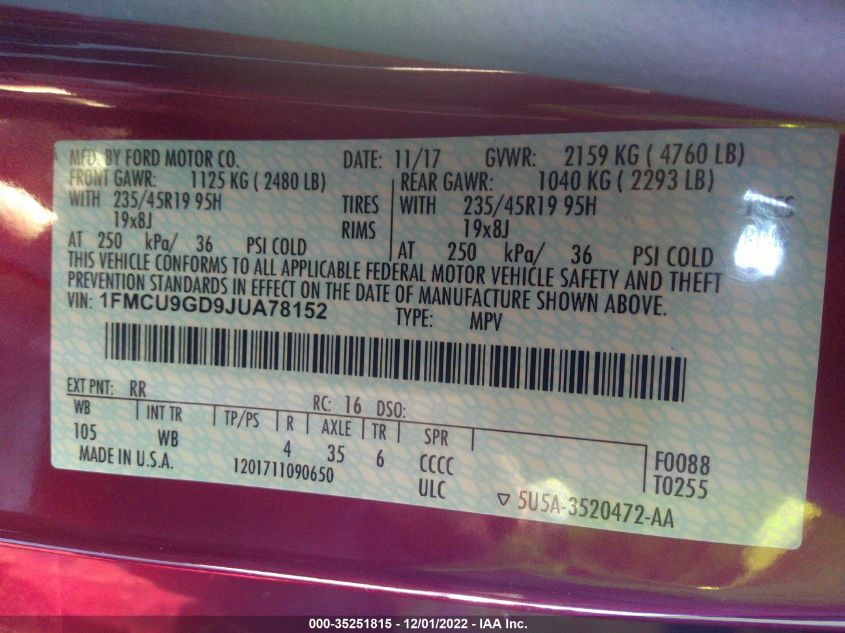 MFD. BY FORD MOTOR CO. DATE: 11/17 GVWR: 2159 KG ( 4760 LB)
FRONT GAWR: 1125 KG ( 2480 LB) REAR GAWR: 1040 KG ( 2293 LB)
WITH 235/45R19 95H TIRES WITH 235/45R19 95H
19x8J RIMS 19x8J
AT 250 kPa/ 36 PSI COLD AT 250 kPa/ 36 PSI COLD
THIS VEHICLE CONFORMS TO ALL APPLICABLE FEDERAL MOTOR VEHICLE SAFETY AND THEFT
PREVENTION STANDARDS IN EFFECT ON THE DATE OF MANUFACTURE SHOWN ABOVE.
VIN: 1FMCU9GD9JUA78152 TYPE: MPV
EXT PNT: RR RC: 16 DSO:
WB INT TR TP/PS R AXLE TR SPR
105 WB 4 35 6 CCCC F0088
MADE IN U.S.A. 1201711090650 ULC T0255
▽ 5U5A-3520472-AA
000-35251815 - 12/01/2022 - IAA Inc.